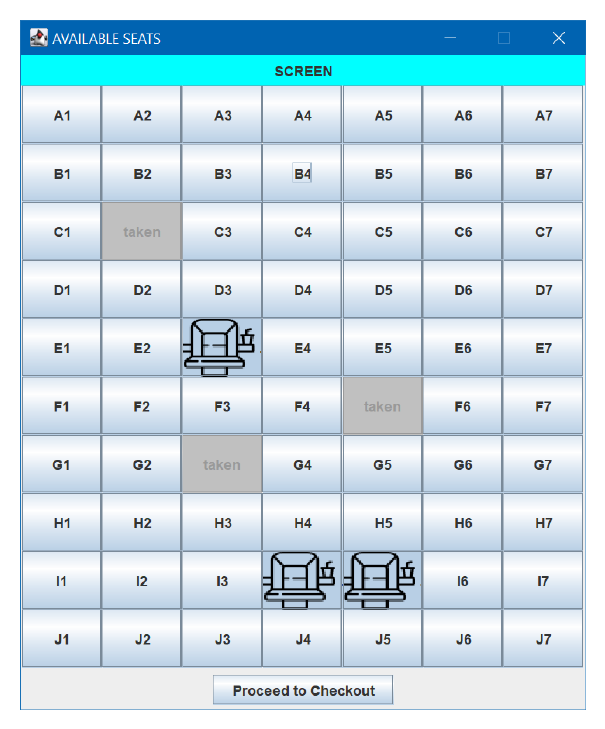 AVAILABLE SEATS
SCREEN
A1 A2 A3 A4 A5 A6 A7
B1 B2 B3 B4 B5 B6 B7
C1 taken C3 C4 C5 C6 C7
D1 D2 D3 D4 D5 D6 D7
E1 E2 E4 E5 E6 E7
F1 F2 F3 F4 taken F6 F7
G1 G2 taken G4 G5 G6 G7
H1 H2 H3 H4 H5 H6 H7
I1 I2 I3 I6 I7
J1 J2 J3 J4 J5 J6 J7
Proceed to Checkout